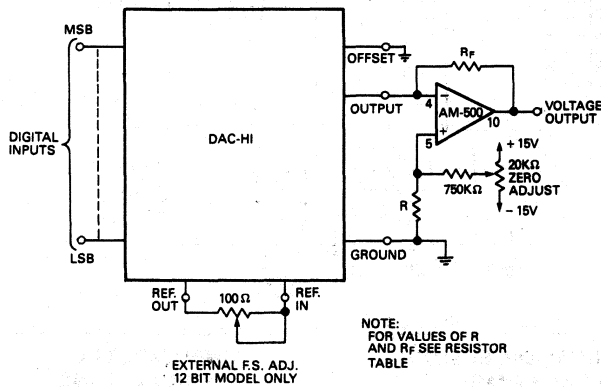 MSB
DIGITAL
INPUTS
LSB
DAC-HI
OFFSET
OUTPUT
GROUND
REF.
OUT
100Ω
REF.
IN
EXTERNAL F.S. ADJ.
12 BIT MODEL ONLY
RF
4
−
AM-500
10
5
+
VOLTAGE
OUTPUT
+ 15V
20KΩ
ZERO
ADJUST
− 15V
750KΩ
R
NOTE:
FOR VALUES OF R
AND RF SEE RESISTOR
TABLE